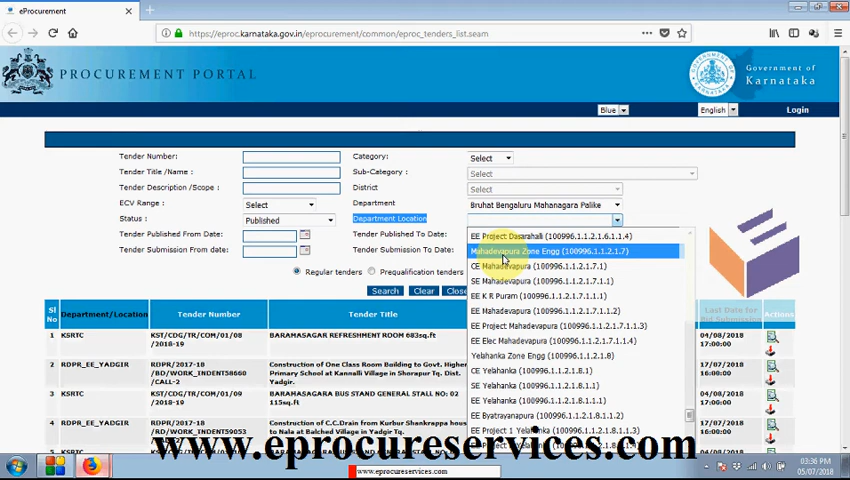 eProcurement
https://eproc.karnataka.gov.in/eprocurement/common/eproc_tenders_list.seam
PROCUREMENT PORTAL
Government of
Karnataka
Blue
English
Login
Tender Number:
Category:
Select
Tender Title /Name :
Sub-Category :
Select
Tender Description /Scope :
District
Select
ECV Range :
Select
Department
Bruhat Bengaluru Mahanagara Palike
Status :
Published
Department Location
Tender Published From Date:
Tender Published To Date:
Tender Submission From date:
Tender Submission To Date:
Regular tenders
Prequalification tenders
Search
Clear
Close
EE Project Dasarahalli (100996.1.1.2.1.6.1.1.4)
Mahadevapura Zone Engg (100996.1.1.2.1.7)
CE Mahadevapura (100996.1.1.2.1.7.1)
SE Mahadevapura (100996.1.1.2.1.7.1.1)
EE K R Puram (100996.1.1.2.1.7.1.1.1)
EE Mahadevapura (100996.1.1.2.1.7.1.1.2)
EE Project Mahadevapura (100996.1.1.2.1.7.1.1.3)
EE Elec Mahadevapura (100996.1.1.2.1.7.1.1.4)
Yelahanka Zone Engg (100996.1.1.2.1.8)
CE Yelahanka (100996.1.1.2.1.8.1)
SE Yelahanka (100996.1.1.2.1.8.1.1)
EE Yelahanka (100996.1.1.2.1.8.1.1.1)
EE Byatrayanapura (100996.1.1.2.1.8.1.1.2)
EE Project 1 Yelahanka (100996.1.1.2.1.8.1.1.3)
Sl No
Department/Location
Tender Number
Tender Title
Last Date for
Bid Submission
Actions
1
KSRTC
KST/CDG/TR/COM/01/08
/2018-19
BARAMASAGAR REFRESHMENT ROOM 683sq.ft
04/08/2018
17:00:00
2
RDPR_EE_YADGIR
RDPR/2017-18
/BD/WORK_INDENT58660
/CALL-2
Construction of One Class Room Building to Govt. Higher
Primary School at Kannalli Village in Shorapur Tq. Dist.
Yadgir.
17/07/2018
16:00:00
3
KSRTC
KST/CDG/TR/COM/02/08
/2018-19
BARAMASAGAR BUS STAND GENERAL STALL NO: 02
115sq.ft
04/08/2018
17:00:00
4
RDPR_EE_YADGIR
RDPR/2017-18
/RD/WORK_INDENT59053
Construction of C.C.Drain from Kurbur Shankrappa house
to Nala at Balched Village in Yadgir Tq.
17/07/2018
16:00:00
www.eprocureservices.com
www.eprocureservices.com
03:36 PM
05/07/2018